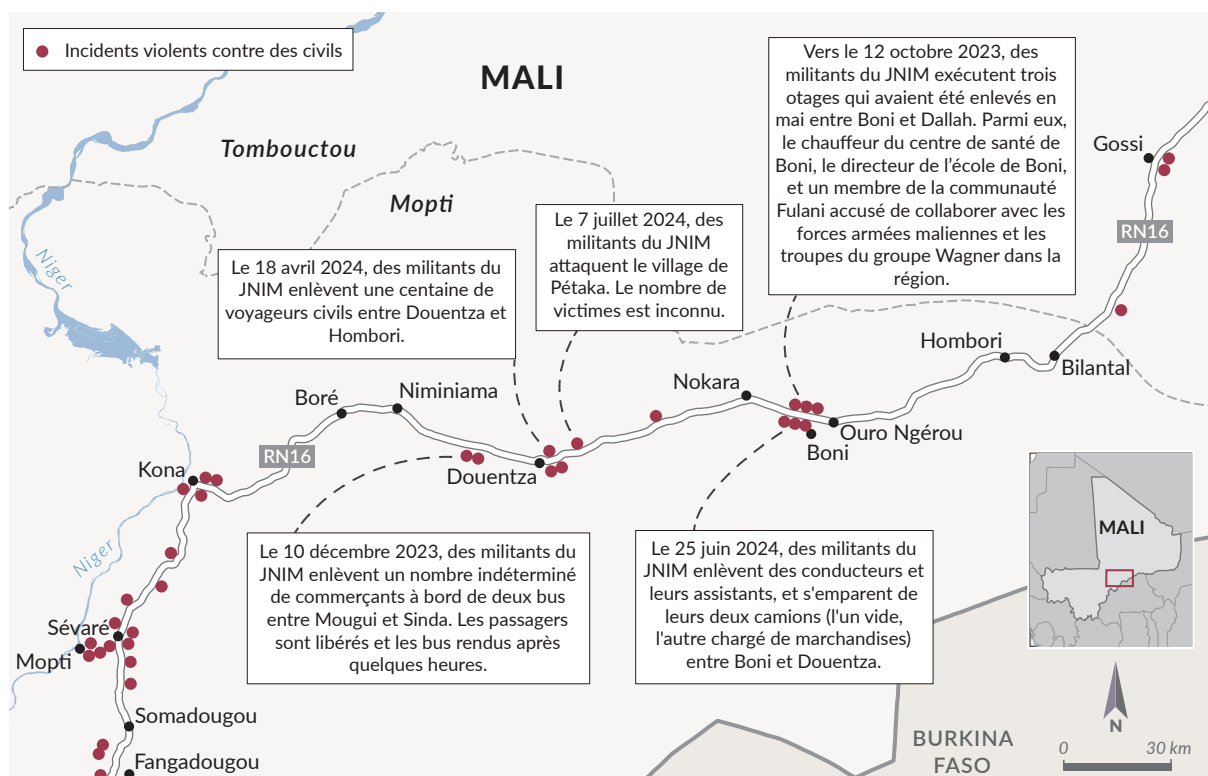 Incidents violents contre des civils
MALI
Tombouctou
Mopti
Vers le 12 octobre 2023, des
militants du JNIM exécutent trois
otages qui avaient été enlevés en
mai entre Boni et Dallah. Parmi eux,
le chauffeur du centre de santé de
Boni, le directeur de l'école de Boni,
et un membre de la communauté
Fulani accusé de collaborer avec les
forces armées maliennes et les
troupes du groupe Wagner dans la
région.
Gossi
RN16
Le 7 juillet 2024, des
militants du JNIM
attaquent le village de
Pétaka. Le nombre de
victimes est inconnu.
Le 18 avril 2024, des militants du
JNIM enlèvent une centaine de
voyageurs civils entre Douentza et
Hombori.
Niger
Hombori
Bilantal
Nokara
Niminiama
Boré
Ouro Ngérou
Boni
RN16
Kona
Douentza
Niger
MALI
Le 10 décembre 2023, des militants du
JNIM enlèvent un nombre indéterminé
de commerçants à bord de deux bus
entre Mougui et Sinda. Les passagers
sont libérés et les bus rendus après
quelques heures.
Le 25 juin 2024, des militants du
JNIM enlèvent des conducteurs et
leurs assistants, et s'emparent de
leurs deux camions (l'un vide,
l'autre chargé de marchandises)
entre Boni et Douentza.
Sévaré
Mopti
Somadougou
Fangadougou
BURKINA
FASO
N
0 30 km